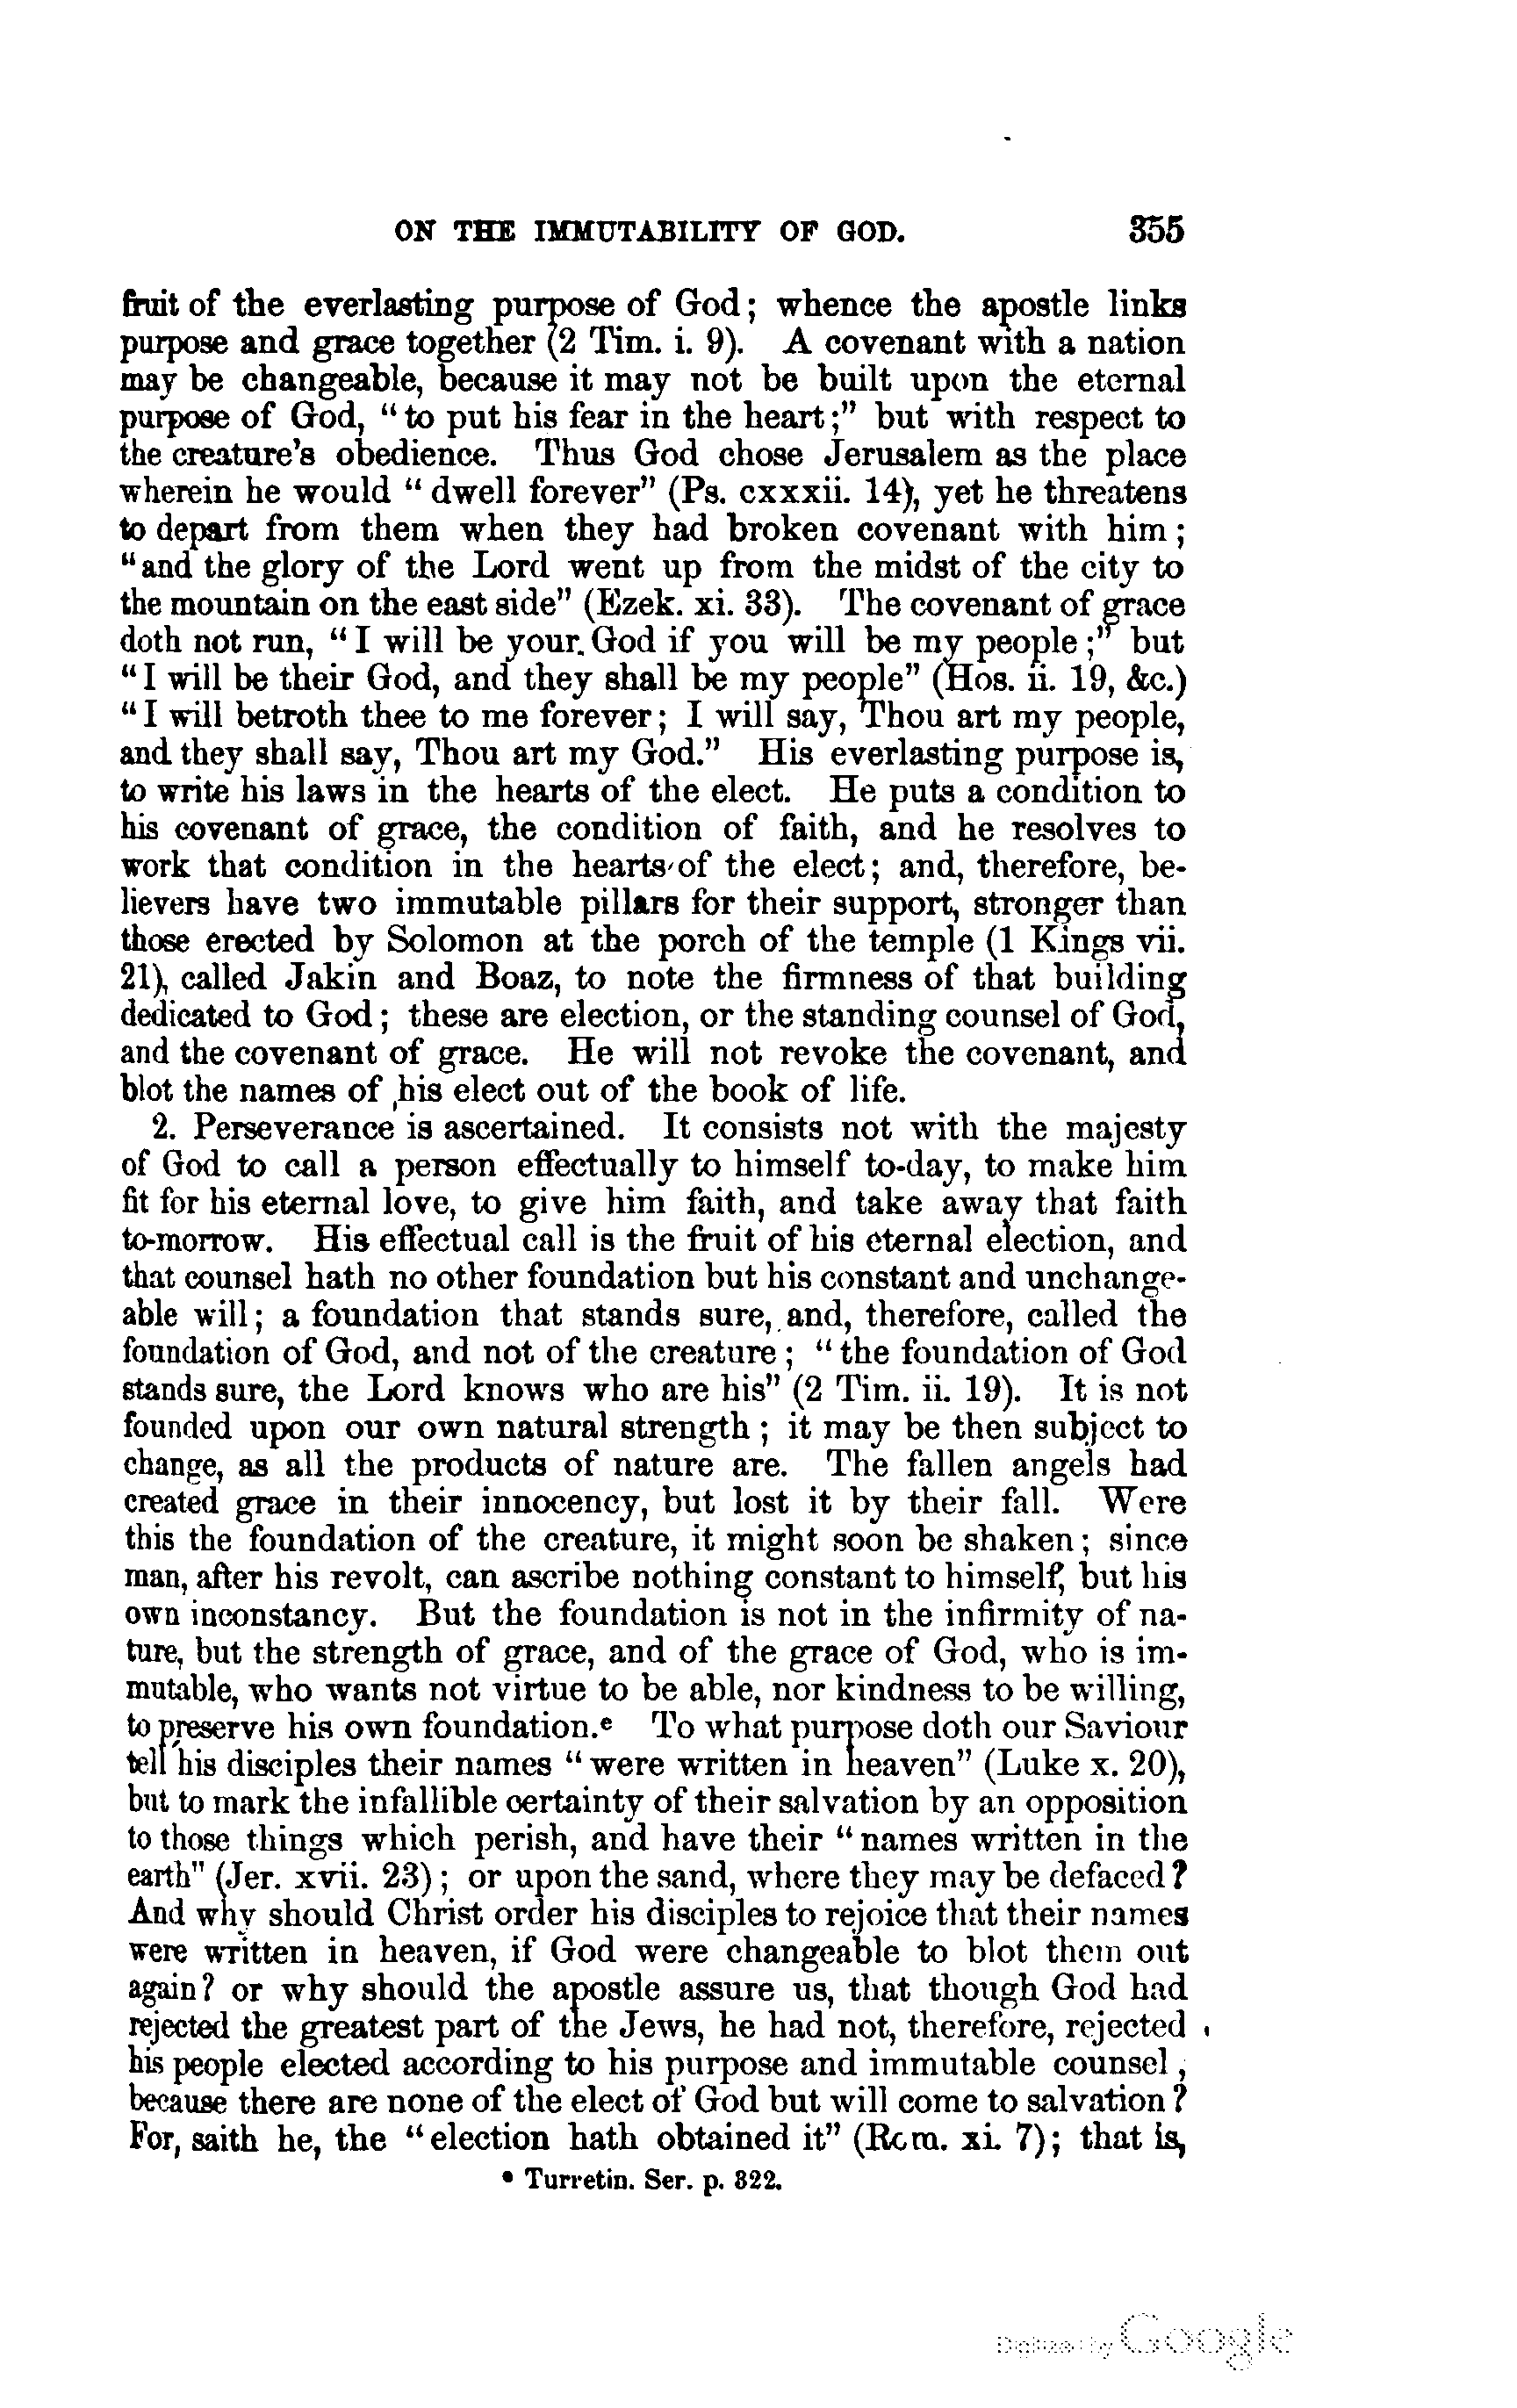 ON THE IMMUTABILITY OF GOD. 355
fruit of the everlasting purpose of God; whence the apostle links
purpose and grace together (2 Tim. i. 9). A covenant with a nation
may be changeable, because it may not be built upon the eternal
purpose of God, "to put his fear in the heart;" but with respect to
the creature's obedience. Thus God chose Jerusalem as the place
wherein he would "dwell forever" (Ps. cxxxii. 14), yet he threatens
to depart from them when they had broken covenant with him;
"and the glory of the Lord went up from the midst of the city to
the mountain on the east side" (Ezek. xi. 33). The covenant of grace
doth not run, "I will be your God if you will be my people;" but
"I will be their God, and they shall be my people" (Hos. ii. 19, &c.)
"I will betroth thee to me forever; I will say, Thou art my people,
and they shall say, Thou art my God." His everlasting purpose is,
to write his laws in the hearts of the elect. He puts a condition to
his covenant of grace, the condition of faith, and he resolves to
work that condition in the hearts of the elect; and, therefore, be-
lievers have two immutable pillars for their support, stronger than
those erected by Solomon at the porch of the temple (1 Kings vii.
21), called Jakin and Boaz, to note the firmness of that building
dedicated to God; these are election, or the standing counsel of God,
and the covenant of grace. He will not revoke the covenant, and
blot the names of his elect out of the book of life.
2. Perseverance is ascertained. It consists not with the majesty
of God to call a person effectually to himself to-day, to make him
fit for his eternal love, to give him faith, and take away that faith
to-morrow. His effectual call is the fruit of his eternal election, and
that counsel hath no other foundation but his constant and unchange-
able will; a foundation that stands sure, and, therefore, called the
foundation of God, and not of the creature; "the foundation of God
stands sure, the Lord knows who are his" (2 Tim. ii. 19). It is not
founded upon our own natural strength; it may be then subject to
change, as all the products of nature are. The fallen angels had
created grace in their innocency, but lost it by their fall. Were
this the foundation of the creature, it might soon be shaken; since
man, after his revolt, can ascribe nothing constant to himself, but his
own inconstancy. But the foundation is not in the infirmity of na-
ture, but the strength of grace, and of the grace of God, who is im-
mutable, who wants not virtue to be able, nor kindness to be willing,
to preserve his own foundation.e To what purpose doth our Saviour
tell his disciples their names "were written in heaven" (Luke x. 20),
but to mark the infallible certainty of their salvation by an opposition
to those things which perish, and have their "names written in the
earth" (Jer. xvii. 23); or upon the sand, where they may be defaced?
And why should Christ order his disciples to rejoice that their names
were written in heaven, if God were changeable to blot them out
again? or why should the apostle assure us, that though God had
rejected the greatest part of the Jews, he had not, therefore, rejected
his people elected according to his purpose and immutable counsel,
because there are none of the elect of God but will come to salvation?
For, saith he, the "election hath obtained it" (Rom. xi. 7); that is,
e Turretin. Ser. p. 322.
Digitized by Google